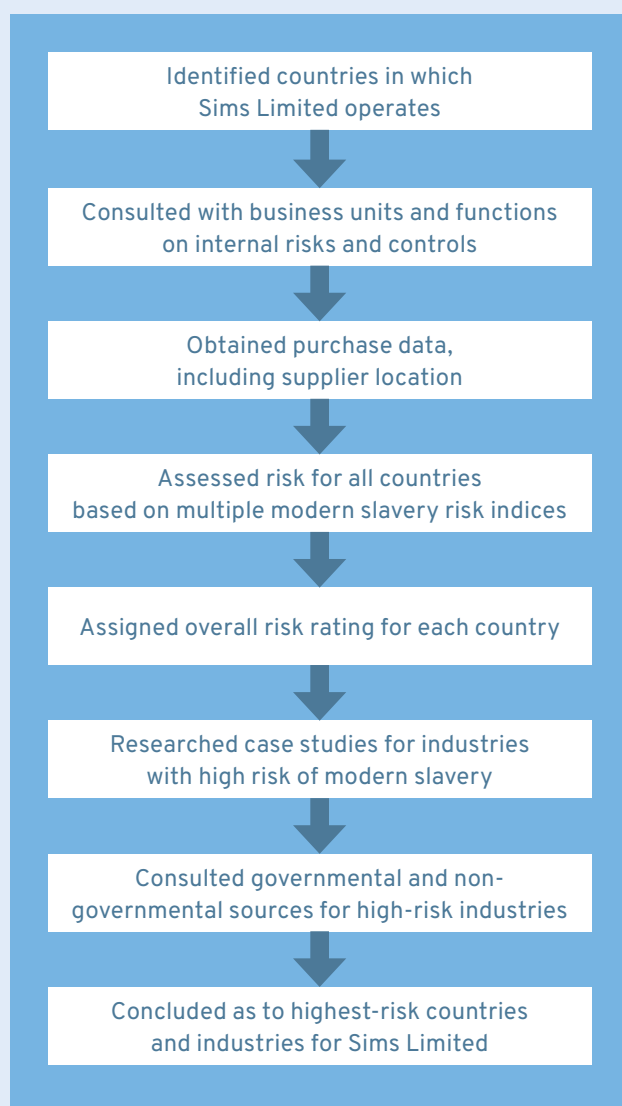 Identified countries in which
Sims Limited operates
Consulted with business units and functions
on internal risks and controls
Obtained purchase data,
including supplier location
Assessed risk for all countries
based on multiple modern slavery risk indices
Assigned overall risk rating for each country
Researched case studies for industries
with high risk of modern slavery
Consulted governmental and non-
governmental sources for high-risk industries
Concluded as to highest-risk countries
and industries for Sims Limited